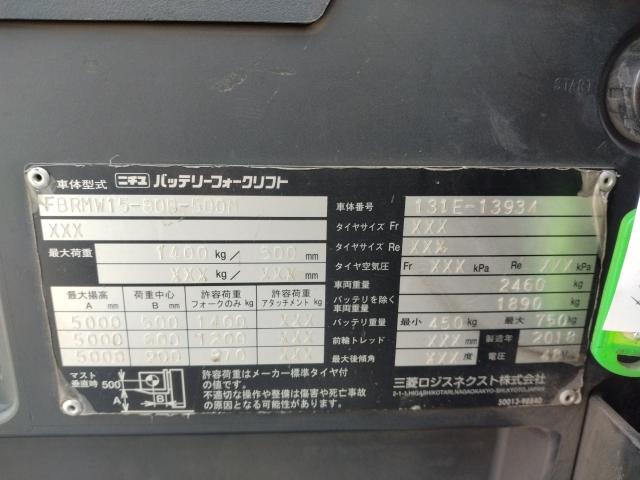 START
車体型式 ニチユ バッテリーフォークリフト
XXX
最大荷重 1400 kg / 500 mm
XXX kg / XXX mm
最大揚高 A mm 荷重中心 B mm 許容荷重 フォークのみ kg 許容荷重 アタッチメント kg
5000 500 1400 XXX
5000 XXX
5000 XXX
マスト垂直時 500 A B
許容荷重はメーカー標準タイヤ付の値です。
不適切な操作や整備は傷害や死亡事故の原因となる可能性があります。
車体番号 131E-13934
タイヤサイズ Fr XXX
タイヤサイズ Re XXX
タイヤ空気圧 Fr XXX kPa Re XXX kPa
車両重量 2460 kg
バッテリを除く車両重量 1890 kg
バッテリ重量 最小 450 kg 最大 750 kg
前輪トレッド XXX mm 製造年 2018
最大後傾角 XXX 度 電圧 48V
三菱ロジスネクスト株式会社
2-1-1,HIGASHIKOTARI,NAGAOKAKYO-SHI,KYOTO,JAPAN